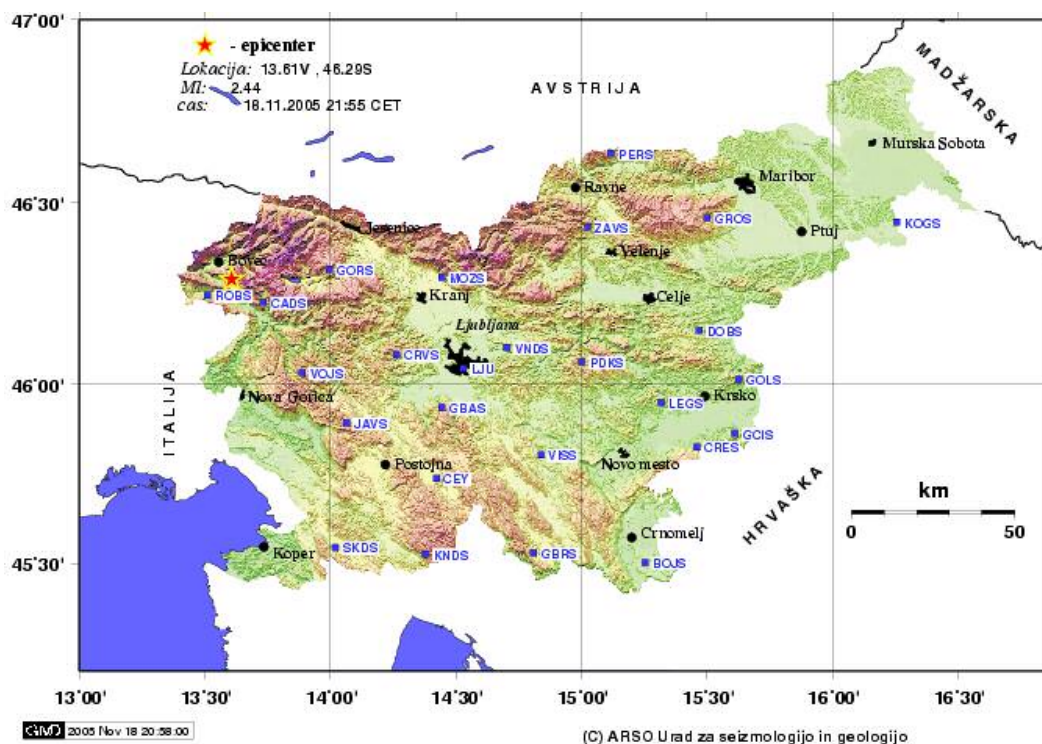 47°00'
- epicenter
Lokacija: 13.61V , 46.29S
Ml: 2.44
cas: 18.11.2005 21:55 CET
AVSTRIJA
MADŽARSKA
PERS
Murska Sobota
Maribor
Ravne
46°30'
GROS
ZAVS
Ptuj
KOGS
Jesenice
Velenje
Bovec
GORS
MOZS
ROBS
CADS
Kranj
Celje
Ljubljana
DOBS
CRVS
VNDS
PDKS
LJU
VOJS
46°00'
GOLS
Nova Gorica
Krsko
LEGS
GBAS
ITALIJA
JAVS
GCIS
CRES
VISS
Novo mesto
Postojna
CEY
HRVAŠKA
km
0 50
Crnomelj
Koper
SKDS
KNDS
GBRS
BOJS
45°30'
13°00' 13°30' 14°00' 14°30' 15°00' 15°30' 16°00' 16°30'
GMD 2005 Nov 18 20:58:00
(C) ARSO Urad za seizmologijo in geologijo